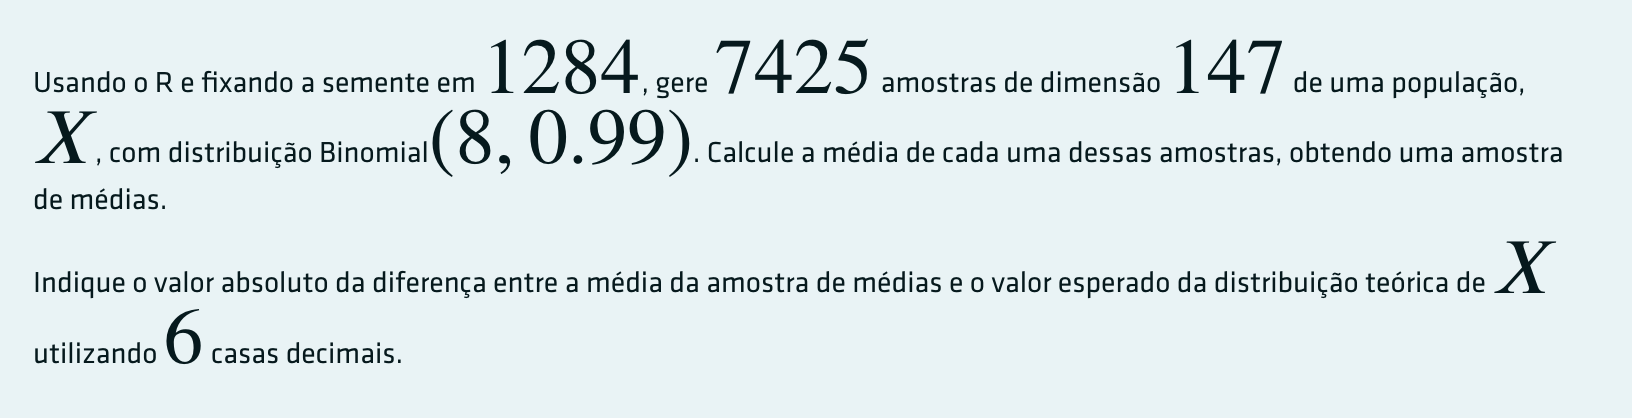 Usando o R e fixando a semente em 1284, gere 7425 amostras de dimensão 147 de uma população,
X, com distribuição Binomial(8, 0.99). Calcule a média de cada uma dessas amostras, obtendo uma amostra
de médias.
Indique o valor absoluto da diferença entre a média da amostra de médias e o valor esperado da distribuição teórica de X
utilizando 6 casas decimais.